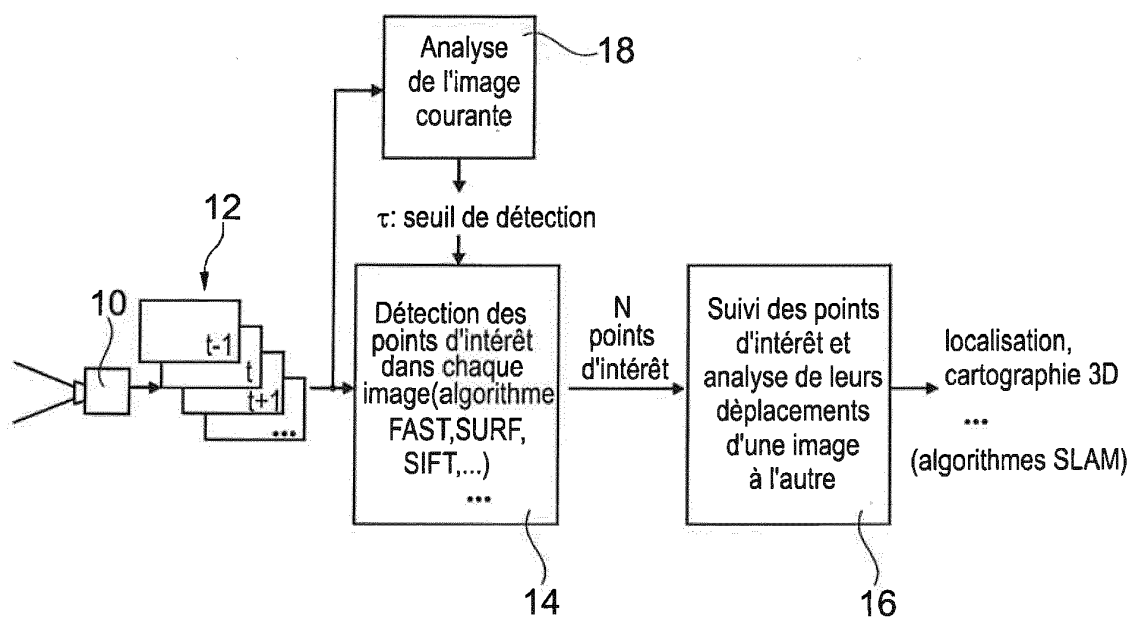 Analyse
de l'image
courante
18
τ: seuil de détection
12
10
t-1
t
t+1
...
Détection des
points d'intérêt
dans chaque
image(algorithme
FAST,SURF,
SIFT,...)
...
14
N
points
d'intérêt
Suivi des points
d'intérêt et
analyse de leurs
dèplacements
d'une image
à l'autre
16
localisation,
cartographie 3D
...
(algorithmes SLAM)